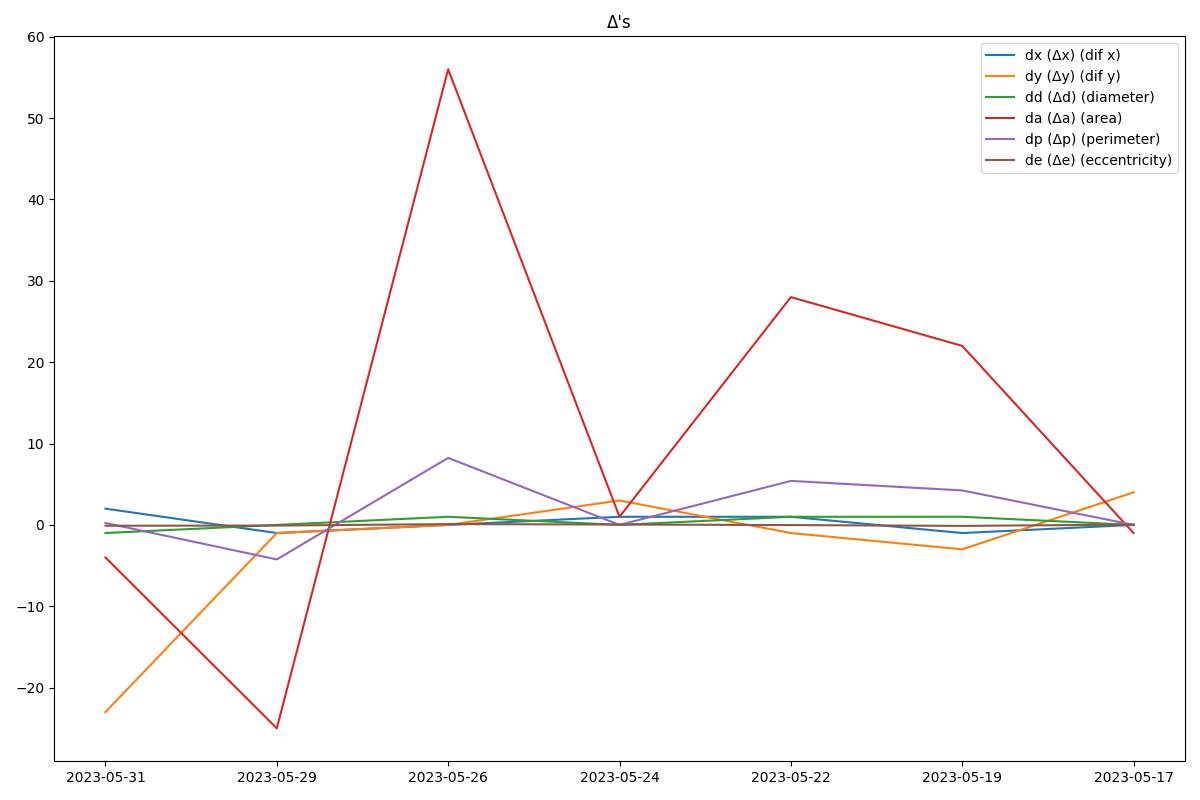 Δ's
60
50
40
30
20
10
0
−10
−20
dx (Δx) (dif x)
dy (Δy) (dif y)
dd (Δd) (diameter)
da (Δa) (area)
dp (Δp) (perimeter)
de (Δe) (eccentricity)
2023-05-31 2023-05-29 2023-05-26 2023-05-24 2023-05-22 2023-05-19 2023-05-17